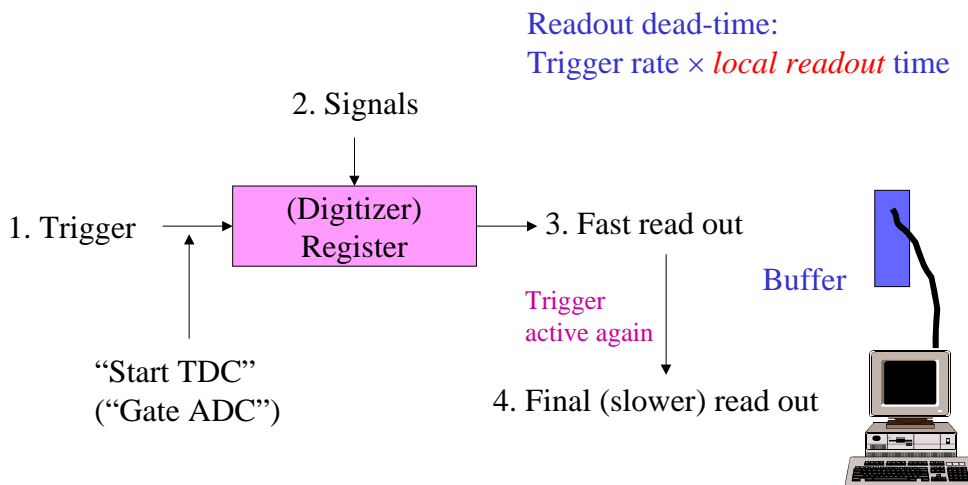 Readout dead-time:
Trigger rate × local readout time
2. Signals
1. Trigger
(Digitizer)
Register
3. Fast read out
Buffer
Trigger
active again
“Start TDC”
(“Gate ADC”)
4. Final (slower) read out